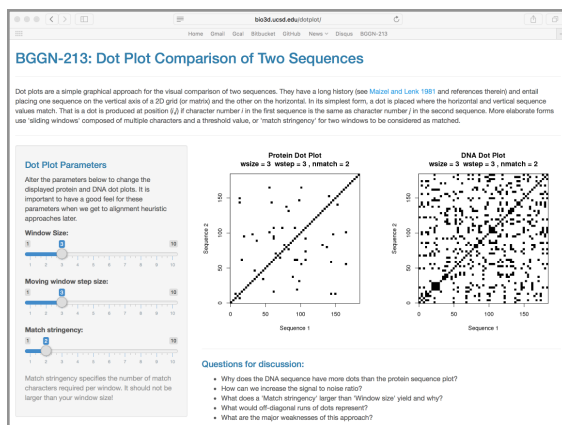 bio3d.ucsd.edu/dotplot/
Home Gmail Gcal Bitbucket GitHub News Disqus BGGN-213
BGGN-213: Dot Plot Comparison of Two Sequences
Dot plots are a simple graphical approach for the visual comparison of two sequences. They have a long history (see Maizel and Lenk 1981 and references therein) and entail
placing one sequence on the vertical axis of a 2D grid (or matrix) and the other on the horizontal. In its simplest form, a dot is placed where the horizontal and vertical sequence
values match. That is a dot is produced at position (i,j) if character number i in the first sequence is the same as character number j in the second sequence. More elaborate forms
use 'sliding windows' composed of multiple characters and a threshold value, or 'match stringency' for two windows to be considered as matched.
Dot Plot Parameters
Alter the parameters below to change the
displayed protein and DNA dot plots. It is
important to have a good feel for these
parameters when we get to alignment heuristic
approaches later.
Window Size:
1 3 10
1 2 3 4 5 6 7 8 9 10
Moving window step size:
1 3 10
1 2 3 4 5 6 7 8 9 10
Match stringency:
1 2 10
1 2 3 4 5 6 7 8 9 10
Match stringency specifies the number of match
characters required per window. It should not be
larger than your window size!
Protein Dot Plot
wsize = 3 wstep = 3 , nmatch = 2
Sequence 2
0 50 100 150
0 50 100 150
Sequence 1
DNA Dot Plot
wsize = 3 wstep = 3 , nmatch = 2
Sequence 2
0 50 100 150
0 50 100 150
Sequence 1
Questions for discussion:
• Why does the DNA sequence have more dots than the protein sequence plot?
• How can we increase the signal to noise ratio?
• What does a 'Match stringency' larger than 'Window size' yield and why?
• What would off-diagonal runs of dots represent?
• What are the major weaknesses of this approach?